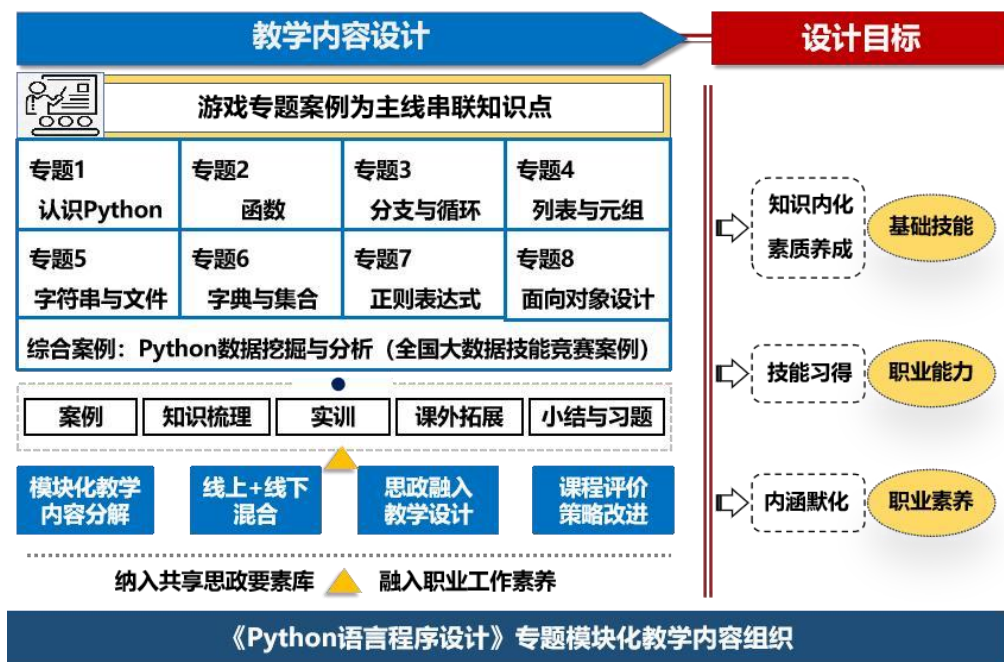 教学内容设计
设计目标
游戏专题案例为主线串联知识点
专题1
认识Python
专题2
函数
专题3
分支与循环
专题4
列表与元组
专题5
字符串与文件
专题6
字典与集合
专题7
正则表达式
专题8
面向对象设计
综合案例：Python数据挖掘与分析（全国大数据技能竞赛案例）
案例
知识梳理
实训
课外拓展
小结与习题
模块化教学
内容分解
线上+线下
混合
思政融入
教学设计
课程评价
策略改进
纳入共享思政要素库
融入职业工作素养
知识内化
素质养成
基础技能
技能习得
职业能力
内涵默化
职业素养
《Python语言程序设计》专题模块化教学内容组织